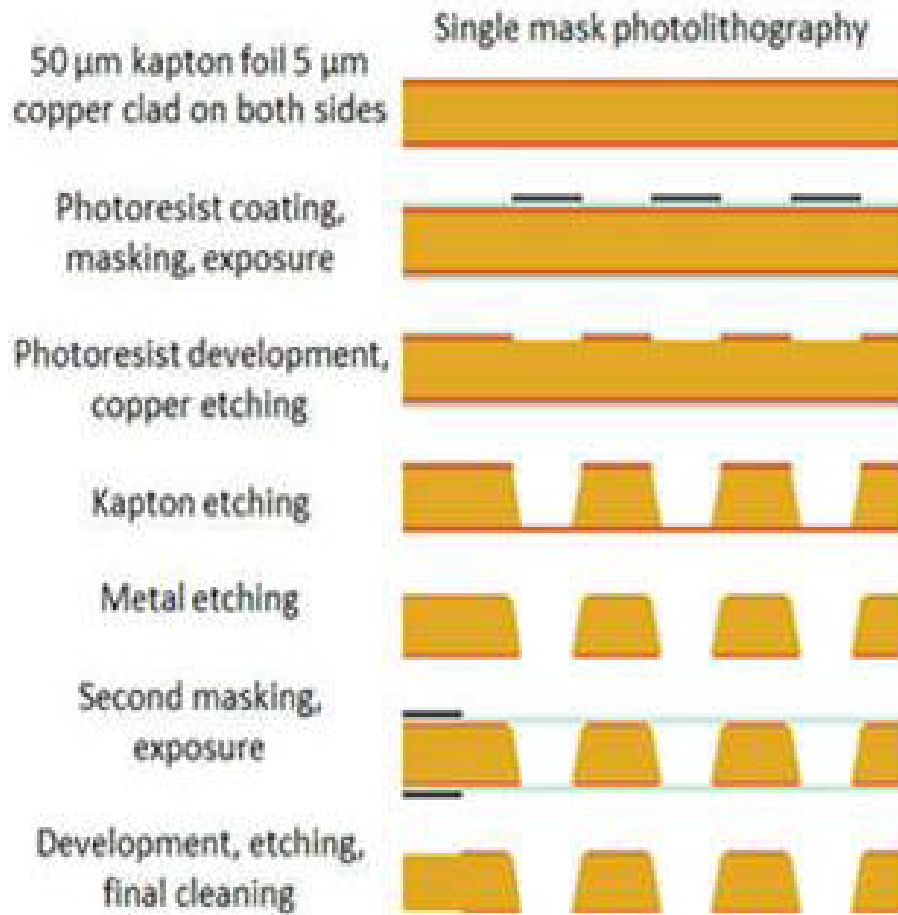 Single mask photolithography
50 µm kapton foil 5 µm
copper clad on both sides
Photoresist coating,
masking, exposure
Photoresist development,
copper etching
Kapton etching
Metal etching
Second masking,
exposure
Development, etching,
final cleaning